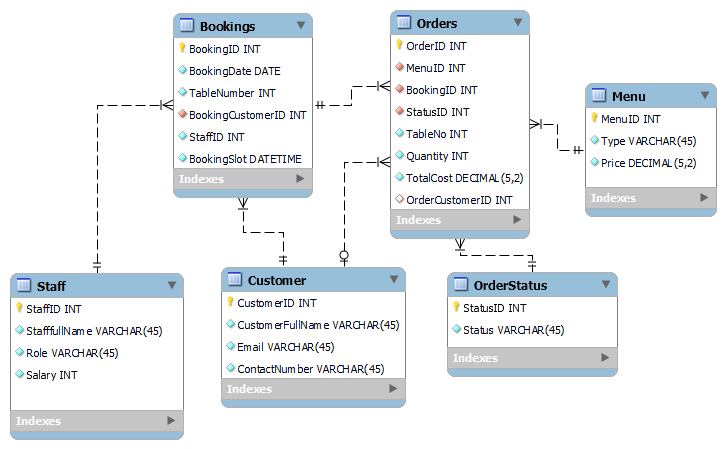 Bookings
BookingID INT
BookingDate DATE
TableNumber INT
BookingCustomerID INT
StaffID INT
BookingSlot DATETIME
Indexes
Orders
OrderID INT
MenuID INT
BookingID INT
StatusID INT
TableNo INT
Quantity INT
TotalCost DECIMAL(5,2)
OrderCustomerID INT
Indexes
Menu
MenuID INT
Type VARCHAR(45)
Price DECIMAL(5,2)
Indexes
Staff
StaffID INT
StafffullName VARCHAR(45)
Role VARCHAR(45)
Salary INT
Indexes
Customer
CustomerID INT
CustomerFullName VARCHAR(45)
Email VARCHAR(45)
ContactNumber VARCHAR(45)
Indexes
OrderStatus
StatusID INT
Status VARCHAR(45)
Indexes